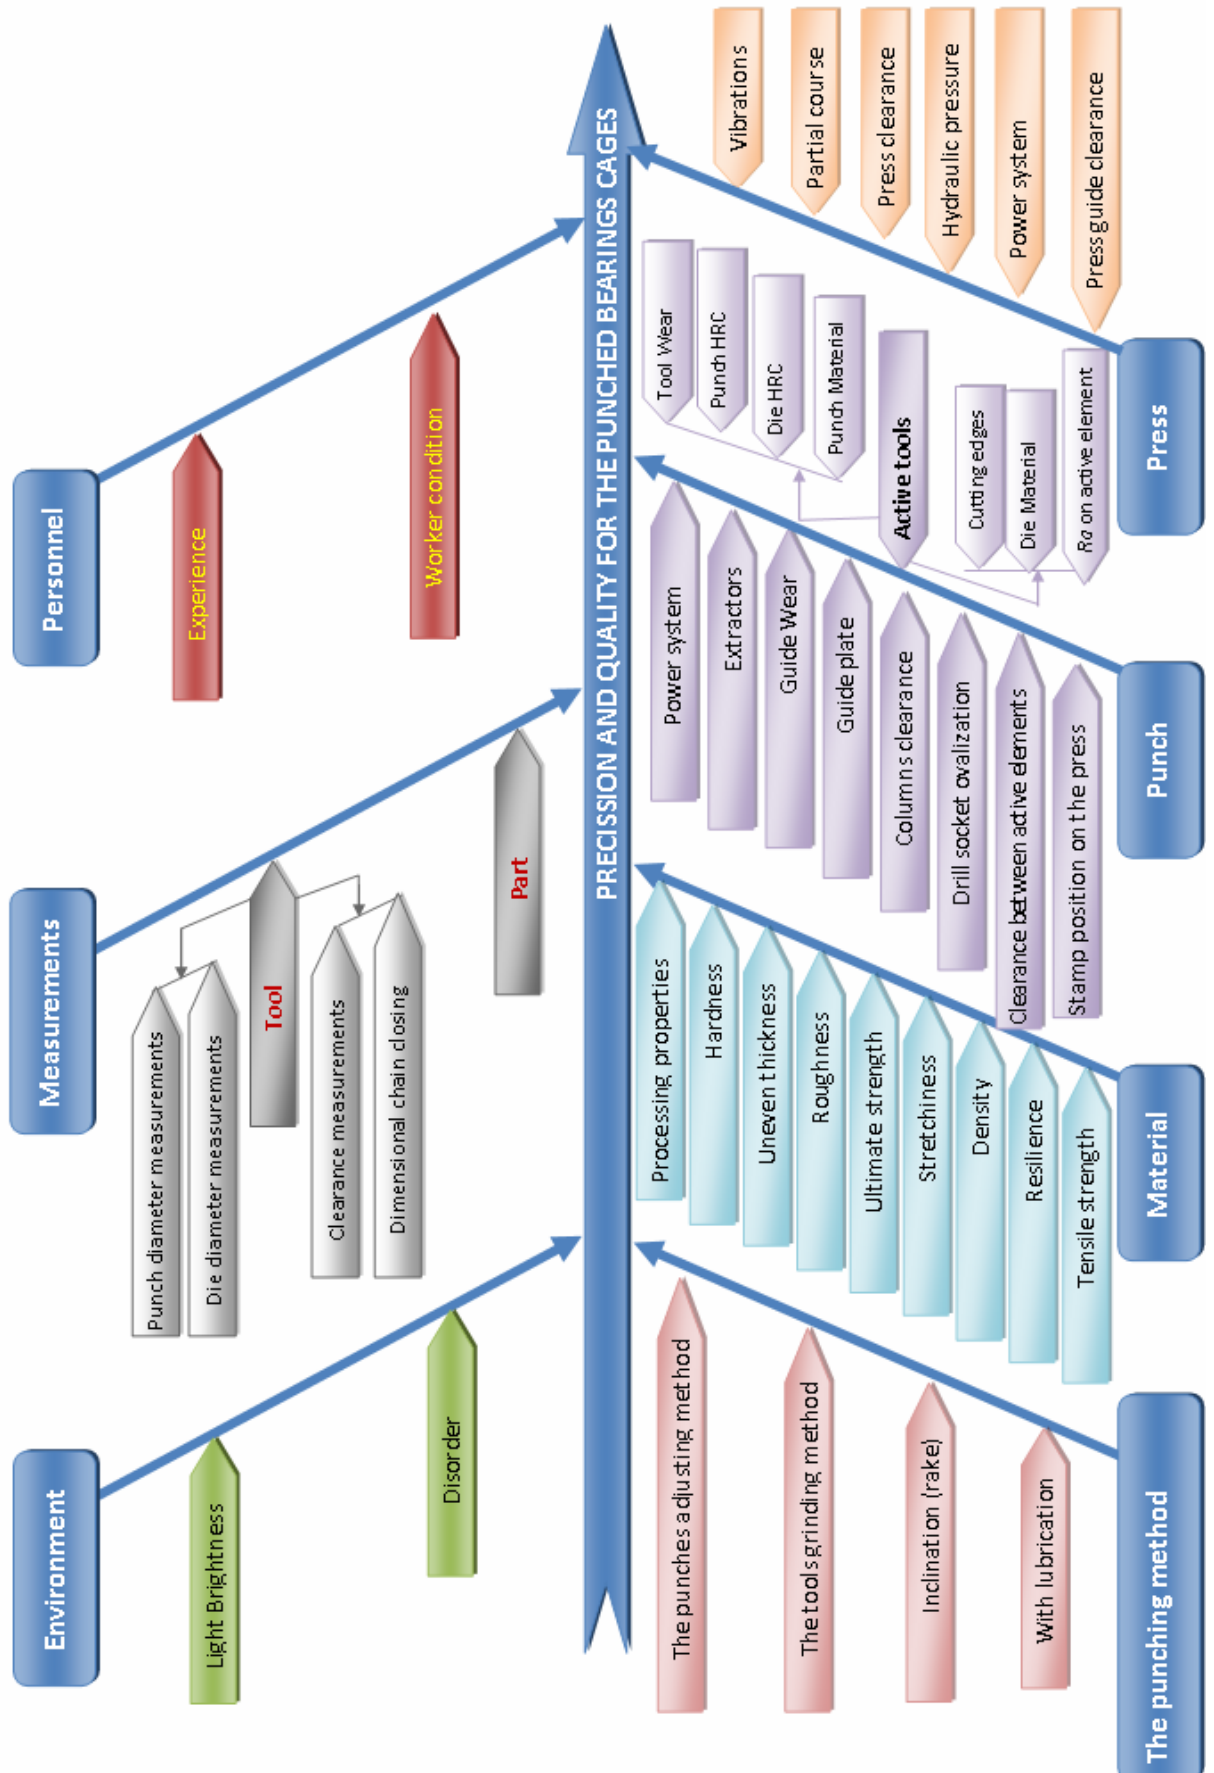 Environment
Measurements
Personnel
Light Brightness
Disorder
Punch diameter measurements
Die diameter measurements
Tool
Clearance measurements
Dimensional chain closing
Part
Experience
Worker condition
PRECISSION AND QUALITY FOR THE PUNCHED BEARINGS CAGES
The punches adjusting method
The tools grinding method
Inclination (rake)
With lubrication
Processing properties
Hardness
Uneven thickness
Roughness
Ultimate strength
Stretchiness
Density
Resilience
Tensile strength
Power system
Extractors
Guide Wear
Guide plate
Columns clearance
Drill socket ovalization
Clearance between active elements
Stamp position on the press
Tool Wear
Punch HRC
Die HRC
Punch Material
Active tools
Cutting edges
Die Material
Ra on active element
Vibrations
Partial course
Press clearance
Hydraulic pressure
Power system
Press guide clearance
The punching method
Material
Punch
Press